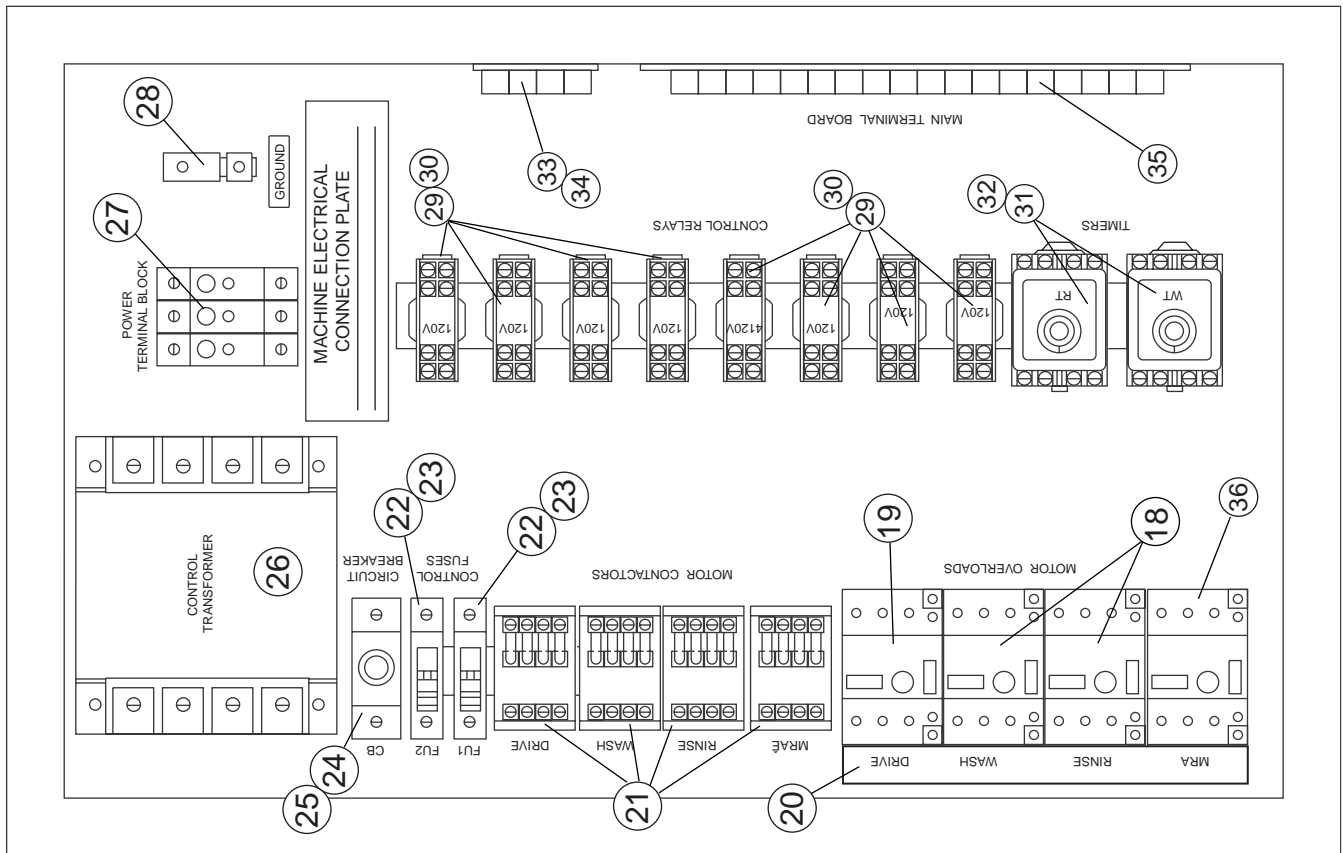 28
GROUND
MACHINE ELECTRICAL
CONNECTION PLATE
27
POWER
TERMINAL BLOCK
30
29
33
34
MAIN TERMINAL BOARD
35
CONTROL RELAYS
30
29
32
31
TIMERS
120V
120V
120V
120V
4120V
120V
120V
120V
RT
WT
CONTROL
TRANSFORMER
26
CIRCUIT
BREAKER
22
23
CONTROL
FUSES
22
23
MOTOR CONTACTORS
19
MOTOR OVERLOADS
18
36
CB
FU2
FU1
DRIVE
WASH
RINSE
MRAÊ
DRIVE
WASH
RINSE
MRA
25
24
21
20